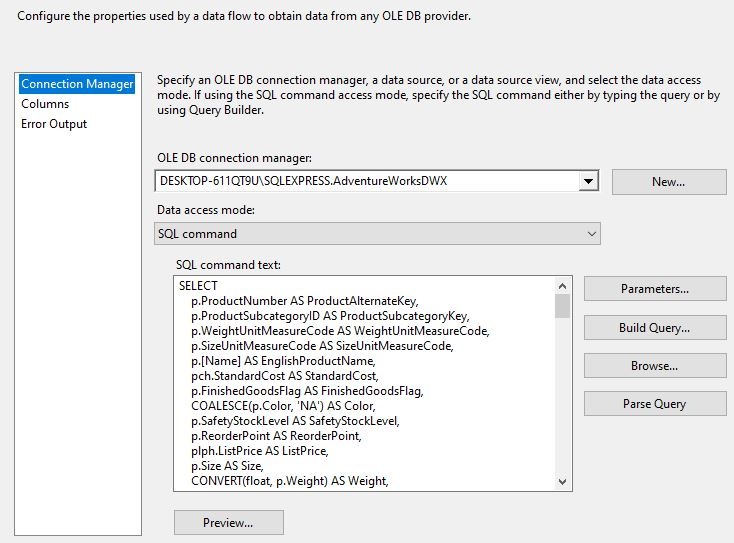 Configure the properties used by a data flow to obtain data from any OLE DB provider.
Connection Manager
Columns
Error Output
Specify an OLE DB connection manager, a data source, or a data source view, and select the data access
mode. If using the SQL command access mode, specify the SQL command either by typing the query or by
using Query Builder.
OLE DB connection manager:
DESKTOP-611QT9U\SQLEXPRESS.AdventureWorksDWX
New...
Data access mode:
SQL command
SQL command text:
SELECT
p.ProductNumber AS ProductAlternateKey,
p.ProductSubcategoryID AS ProductSubcategoryKey,
p.WeightUnitMeasureCode AS WeightUnitMeasureCode,
p.SizeUnitMeasureCode AS SizeUnitMeasureCode,
p.[Name] AS EnglishProductName,
pch.StandardCost AS StandardCost,
p.FinishedGoodsFlag AS FinishedGoodsFlag,
COALESCE(p.Color, 'NA') AS Color,
p.SafetyStockLevel AS SafetyStockLevel,
p.ReorderPoint AS ReorderPoint,
plph.ListPrice AS ListPrice,
p.Size AS Size,
CONVERT(float, p.Weight) AS Weight,
Parameters...
Build Query...
Browse...
Parse Query
Preview...